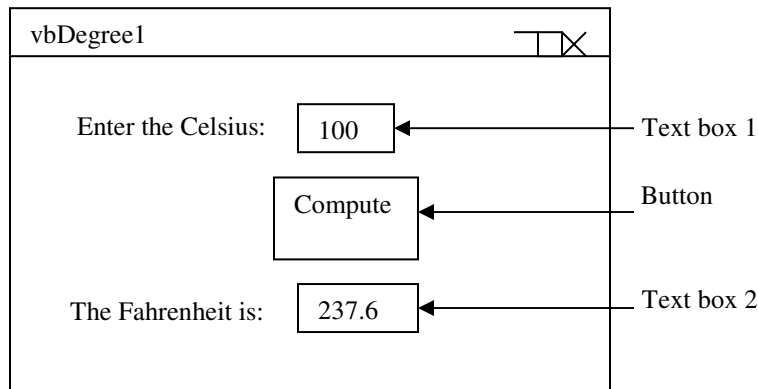 vbDegree1
Enter the Celsius: 100 Text box 1
Compute Button
The Fahrenheit is: 237.6 Text box 2